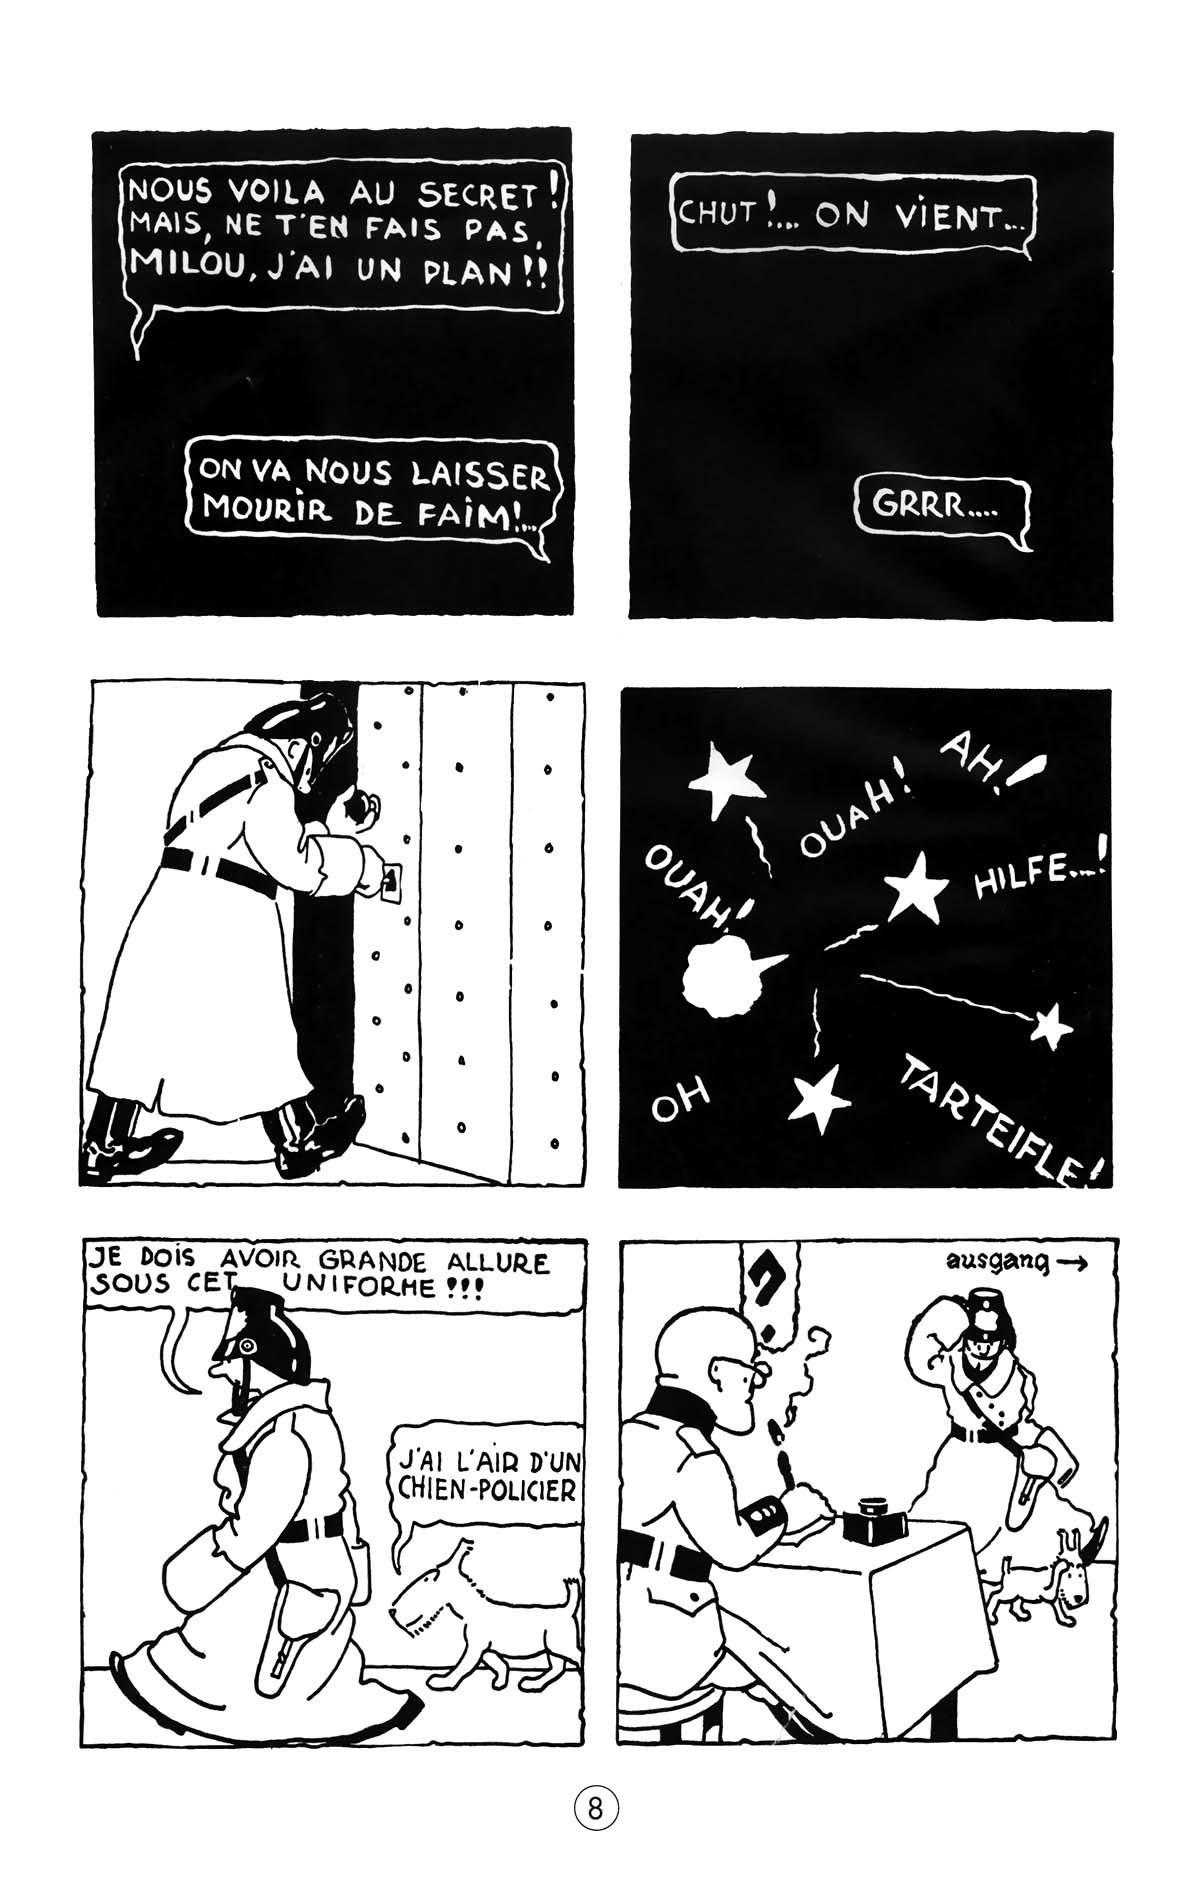 NOUS VOILA AU SECRET!
MAIS, NE T'EN FAIS PAS,
MILOU, J'AI UN PLAN!!
ON VA NOUS LAISSER
MOURIR DE FAIM!...
CHUT!.... ON VIENT...
GRRR....
OUAH!
OUAH!
AH!
HILFE....!
OH
TARTEIFLE!
JE DOIS AVOIR GRANDE ALLURE
SOUS CET UNIFORME!!!
J'AI L'AIR D'UN
CHIEN-POLICIER
?
ausgang →
8